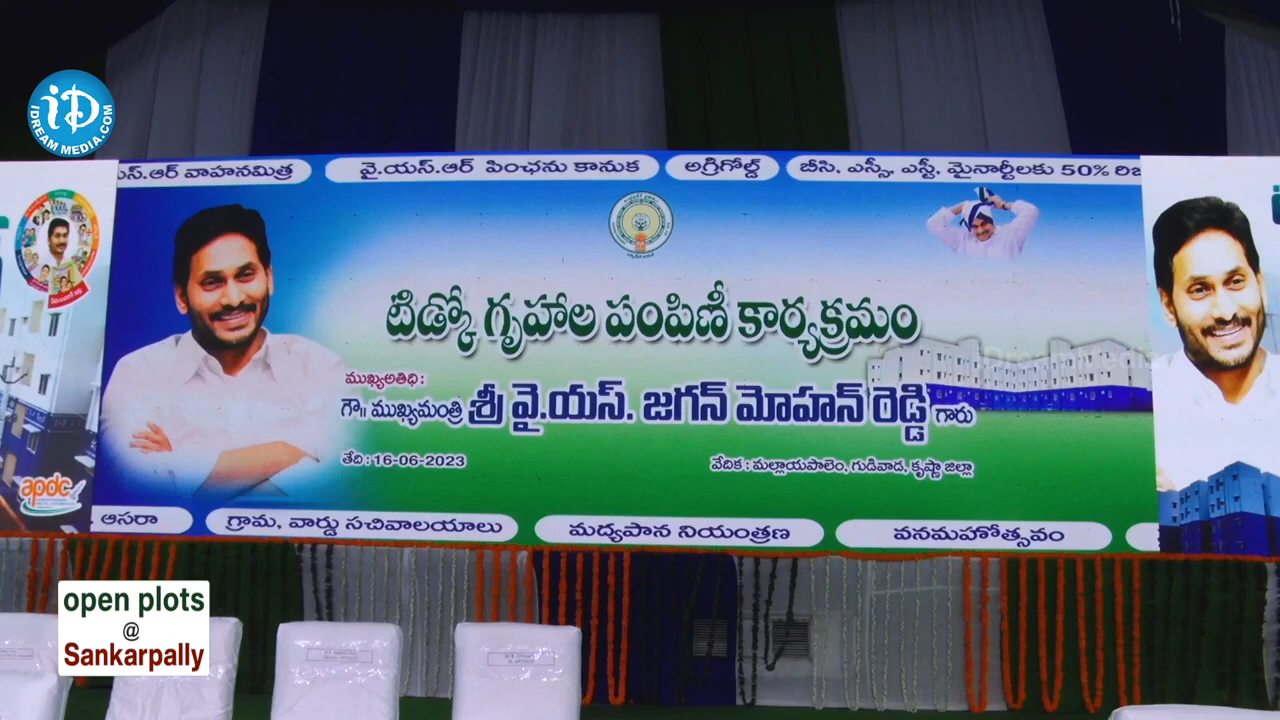 iD
IDREAM MEDIA.COM
యస్.ఆర్ వాహనమిత్ర
వై.యస్.ఆర్ పింఛను కానుక
అగ్రిగోల్డ్
బీసి. ఎస్సీ, ఎస్టీ, మైనార్టీలకు 50%
టిడ్కో గృహాల పంపిణీ కార్యక్రమం
ముఖ్యఅతిధి :
గౌ|| ముఖ్యమంత్రి శ్రీ వై.యస్. జగన్ మోహన్ రెడ్డి గారు
తేది : 16-06-2023
వేదిక : మల్లాయపాలెం, గుడివాడ, కృష్ణా జిల్లా
apdc
. ఆసరా
గ్రామ, వార్డు సచివాలయాలు
మద్యపాన నియంత్రణ
వనమహోత్సవం
open plots
@
Sankarpally